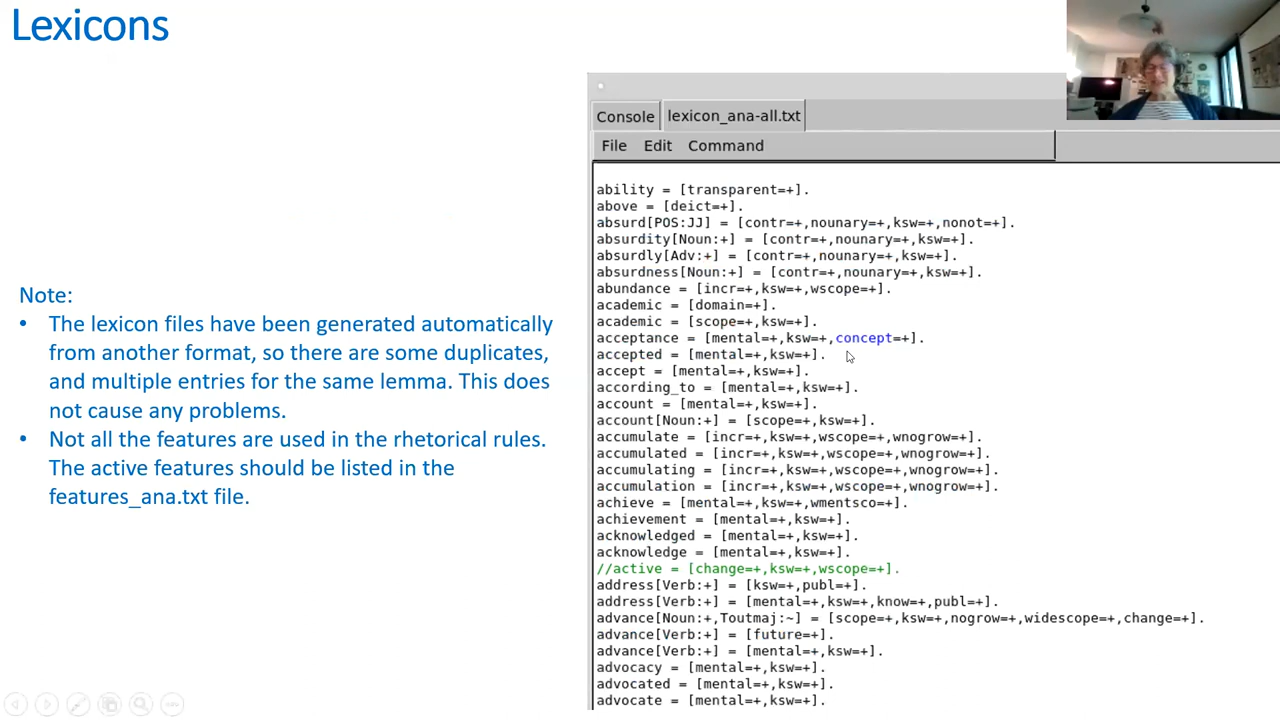 Lexicons
Note:
• The lexicon files have been generated automatically
from another format, so there are some duplicates,
and multiple entries for the same lemma. This does
not cause any problems.
• Not all the features are used in the rhetorical rules.
The active features should be listed in the
features_ana.txt file.
Console
lexicon_ana-all.txt
File Edit Command
ability = [transparent=+].
above = [deict=+].
absurd[POS:JJ] = [contr=+,nounary=+,ksw=+,nonot=+].
absurdity[Noun:+] = [contr=+,nounary=+,ksw=+].
absurdly[Adv:+] = [contr=+,nounary=+,ksw=+].
absurdness[Noun:+] = [contr=+,nounary=+,ksw=+].
abundance = [incr=+,ksw=+,wscope=+].
academic = [domain=+].
academic = [scope=+,ksw=+].
acceptance = [mental=+,ksw=+,concept=+].
accepted = [mental=+,ksw=+].
accept = [mental=+,ksw=+].
according_to = [mental=+,ksw=+].
account = [mental=+,ksw=+].
account[Noun:+] = [scope=+,ksw=+].
accumulate = [incr=+,ksw=+,wscope=+,wnogrow=+].
accumulated = [incr=+,ksw=+,wscope=+,wnogrow=+].
accumulating = [incr=+,ksw=+,wscope=+,wnogrow=+].
accumulation = [incr=+,ksw=+,wscope=+,wnogrow=+].
achieve = [mental=+,ksw=+,wmentsco=+].
achievement = [mental=+,ksw=+].
acknowledged = [mental=+,ksw=+].
acknowledge = [mental=+,ksw=+].
//active = [change=+,ksw=+,wscope=+].
address[Verb:+] = [ksw=+,publ=+].
address[Verb:+] = [mental=+,ksw=+,know=+,publ=+].
advance[Noun:+,Toutmaj:~] = [scope=+,ksw=+,nogrow=+,widescope=+,change=+].
advance[Verb:+] = [future=+].
advance[Verb:+] = [mental=+,ksw=+].
advocacy = [mental=+,ksw=+].
advocated = [mental=+,ksw=+].
advocate = [mental=+,ksw=+].